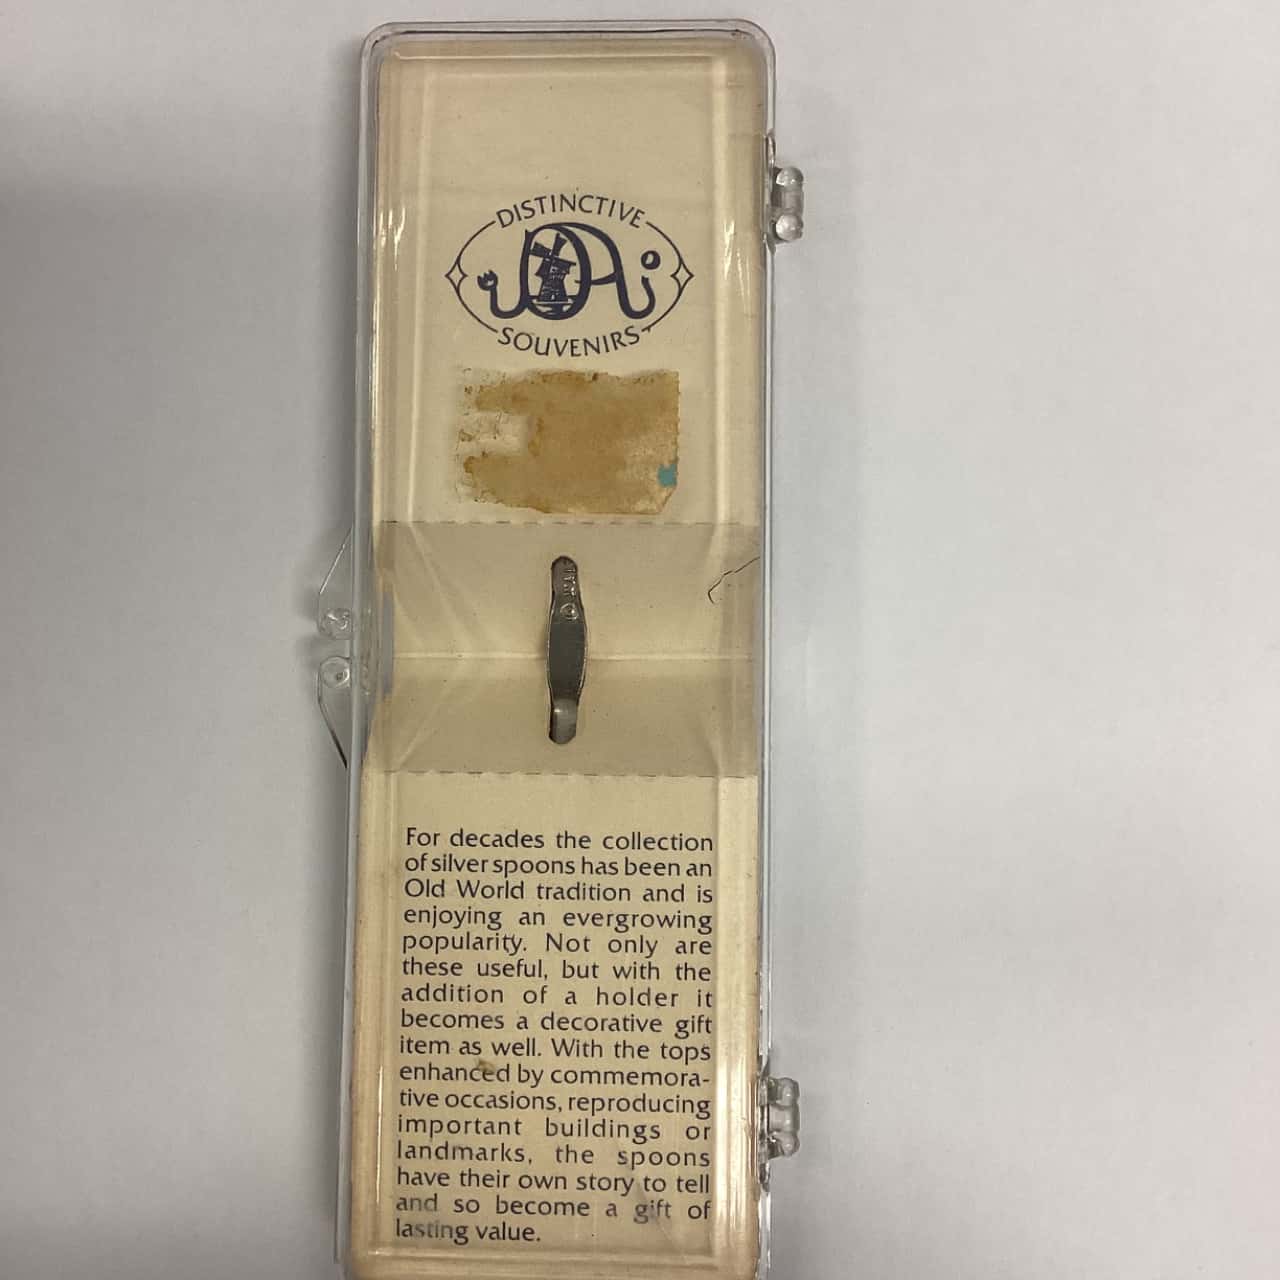 DISTINCTIVE
SOUVENIRS
For decades the collection
of silver spoons has been an
Old World tradition and is
enjoying an evergrowing
popularity. Not only are
these useful, but with the
addition of a holder it
becomes a decorative gift
item as well. With the tops
enhanced by commemora-
tive occasions, reproducing
important buildings or
landmarks, the spoons
have their own story to tell
and so become a gift of
lasting value.